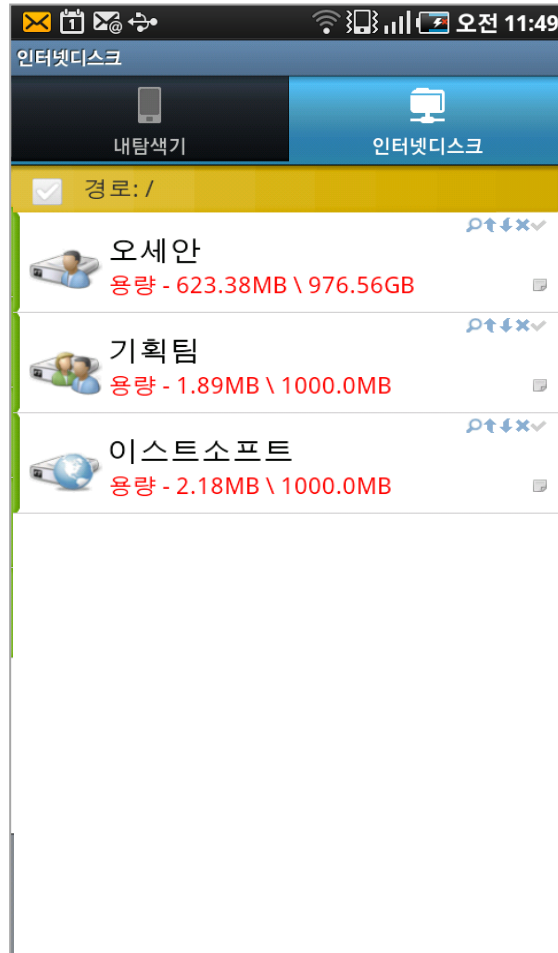 오전 11:49
인터넷디스크
내탐색기
인터넷디스크
경로: /
오세안
용량 - 623.38MB \ 976.56GB
기획팀
용량 - 1.89MB \ 1000.0MB
이스트소프트
용량 - 2.18MB \ 1000.0MB